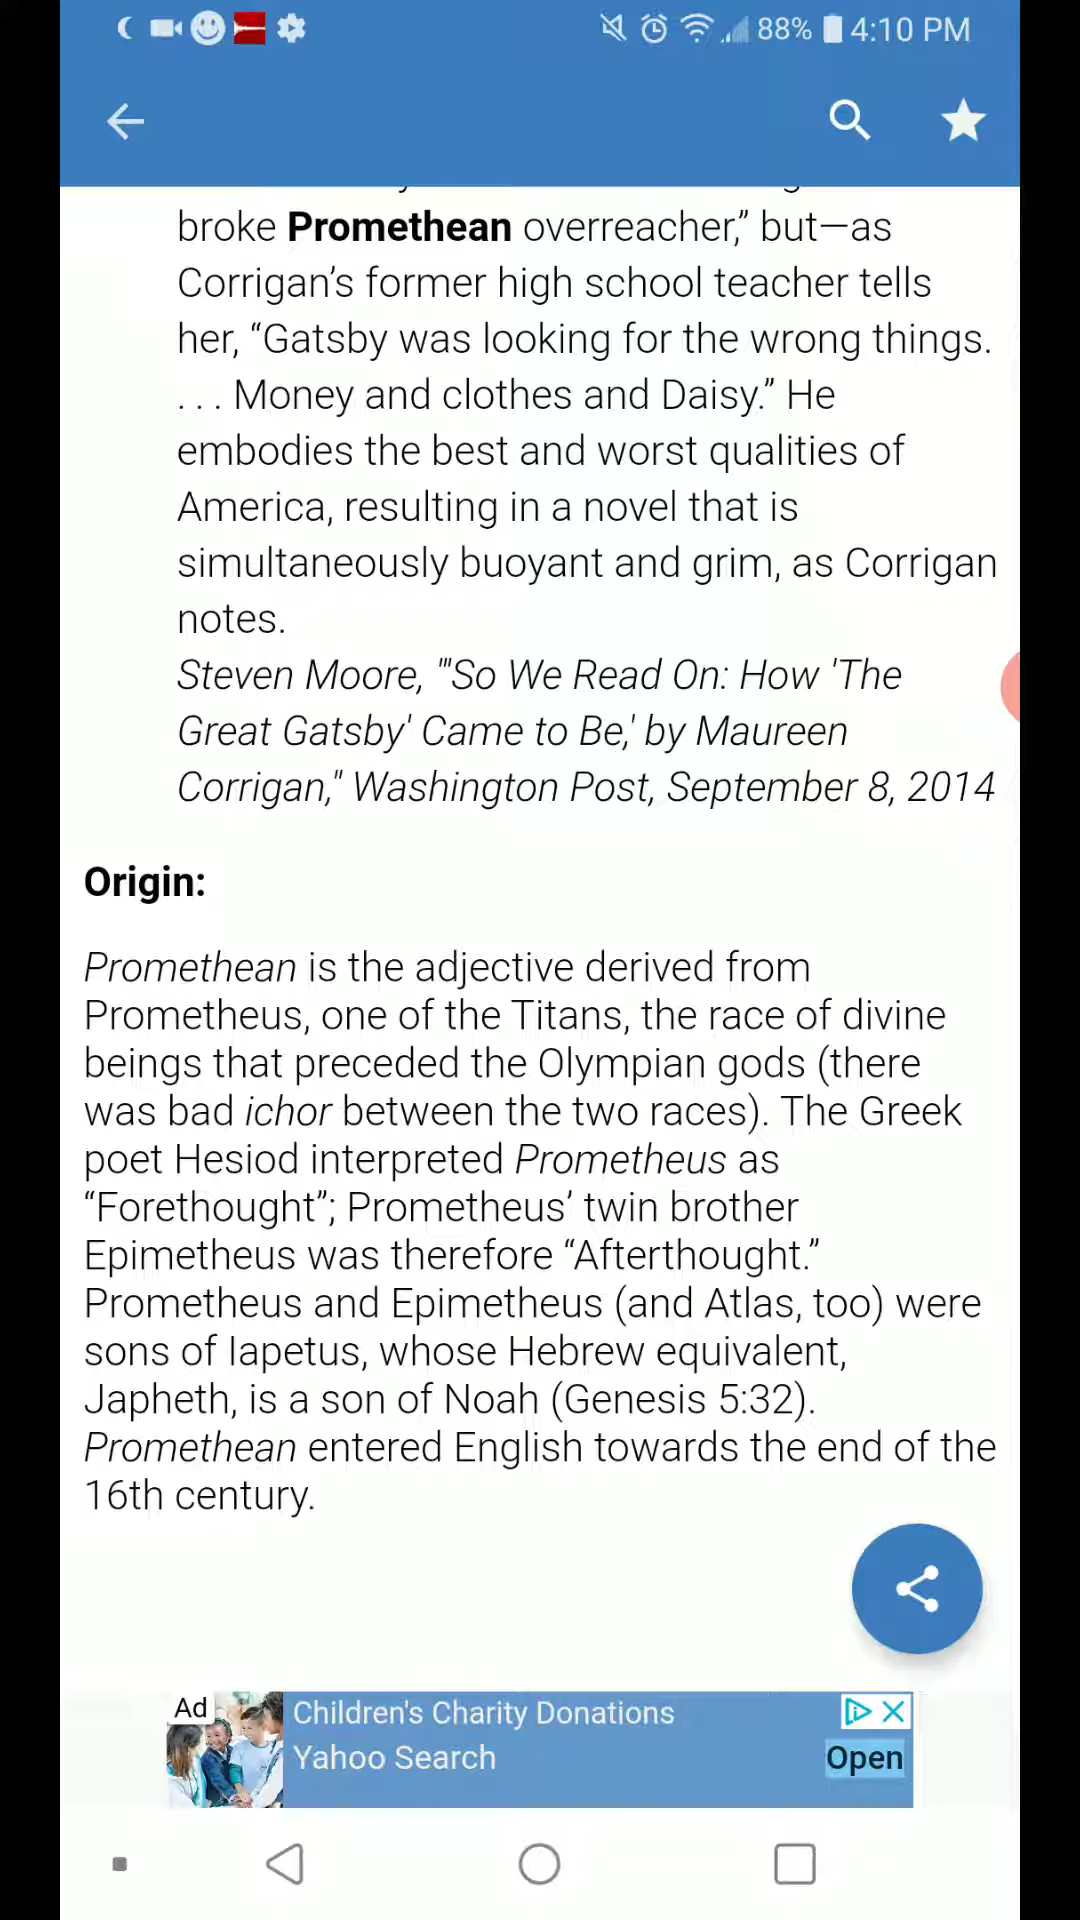 88% 4:10 PM
broke Promethean overreacher,” but—as
Corrigan’s former high school teacher tells
her, “Gatsby was looking for the wrong things.
. . . Money and clothes and Daisy.” He
embodies the best and worst qualities of
America, resulting in a novel that is
simultaneously buoyant and grim, as Corrigan
notes.
Steven Moore, "'So We Read On: How 'The
Great Gatsby' Came to Be,' by Maureen
Corrigan," Washington Post, September 8, 2014
Origin:
Promethean is the adjective derived from
Prometheus, one of the Titans, the race of divine
beings that preceded the Olympian gods (there
was bad ichor between the two races). The Greek
poet Hesiod interpreted Prometheus as
“Forethought”; Prometheus’ twin brother
Epimetheus was therefore “Afterthought.”
Prometheus and Epimetheus (and Atlas, too) were
sons of Iapetus, whose Hebrew equivalent,
Japheth, is a son of Noah (Genesis 5:32).
Promethean entered English towards the end of the
16th century.
Ad
Children's Charity Donations
Yahoo Search
Open